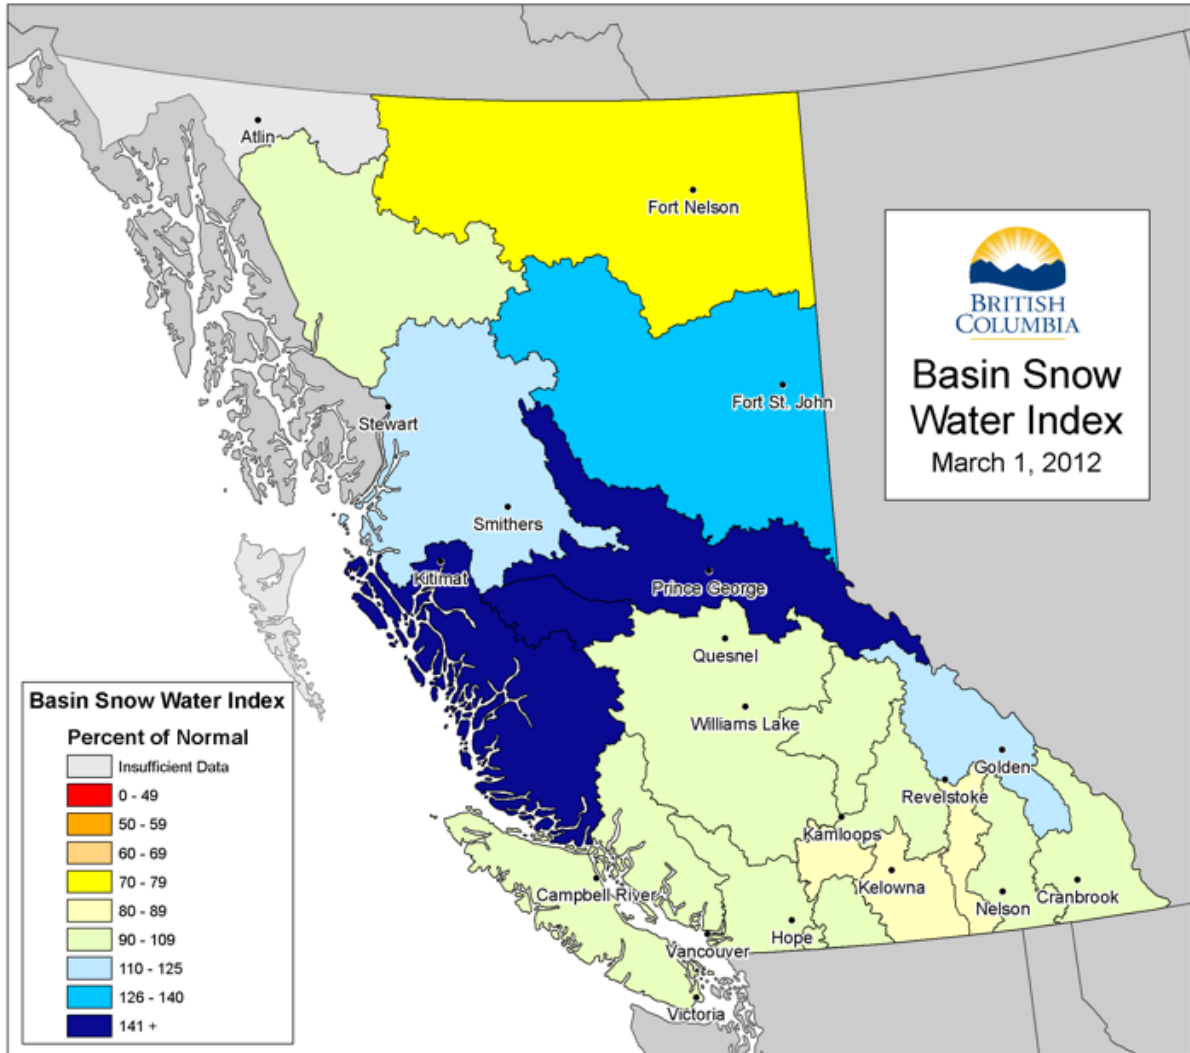 Atlin
Fort Nelson
BRITISH
COLUMBIA
Basin Snow
Water Index
March 1, 2012
Fort St. John
Stewart
Smithers
Kitimat
Prince George
Quesnel
Williams Lake
Golden
Revelstoke
Kamloops
Kelowna
Campbell River
Nelson
Cranbrook
Hope
Vancouver
Victoria
Basin Snow Water Index
Percent of Normal
Insufficient Data
0 - 49
50 - 59
60 - 69
70 - 79
80 - 89
90 - 109
110 - 125
126 - 140
141 +